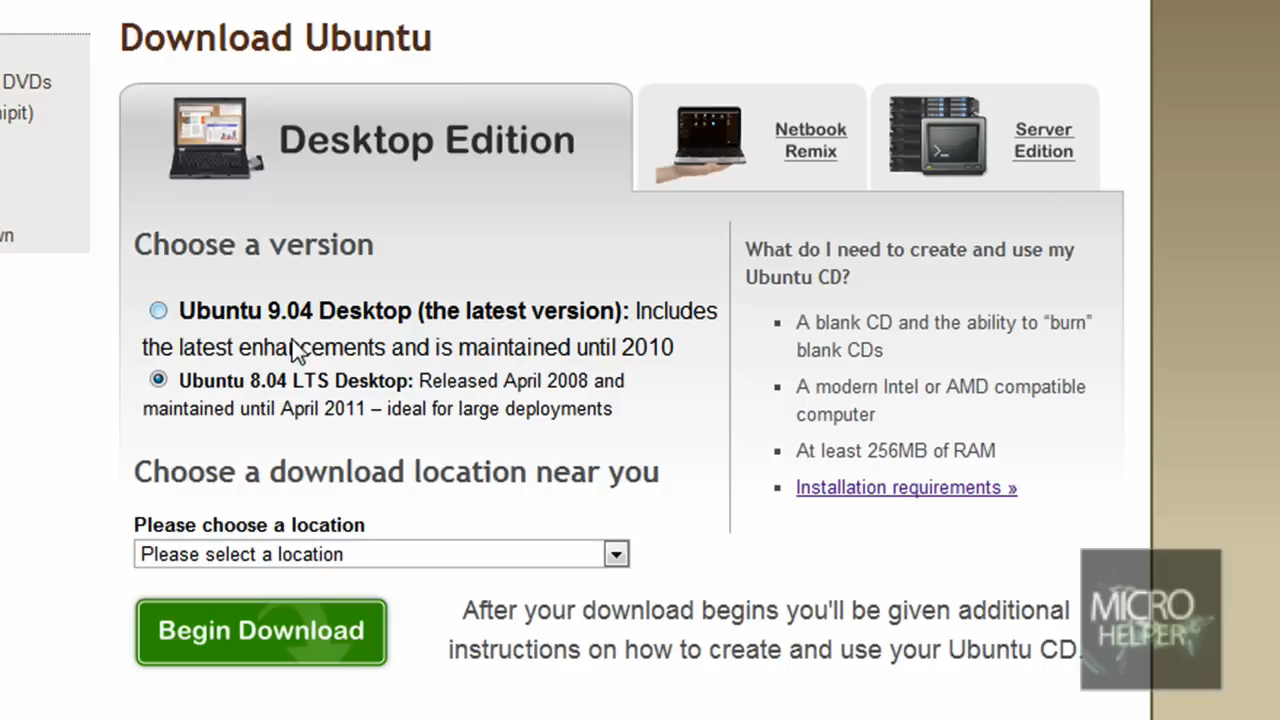 Download Ubuntu
DVDs
ipit)
wn
Desktop Edition
Netbook
Remix
Server
Edition
Choose a version
Ubuntu 9.04 Desktop (the latest version): Includes
the latest enhancements and is maintained until 2010
Ubuntu 8.04 LTS Desktop: Released April 2008 and
maintained until April 2011 – ideal for large deployments
Choose a download location near you
Please choose a location
Please select a location
Begin Download
What do I need to create and use my
Ubuntu CD?
A blank CD and the ability to “burn”
blank CDs
A modern Intel or AMD compatible
computer
At least 256MB of RAM
Installation requirements »
After your download begins you'll be given additional
instructions on how to create and use your Ubuntu CD.
MICRO
HELPER